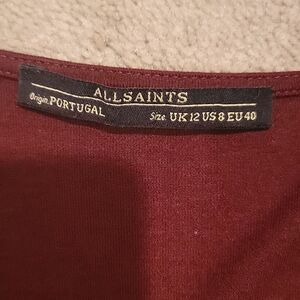 ALLSAINTS
Origin. PORTUGAL Size. UK 12 US 8 EU 40